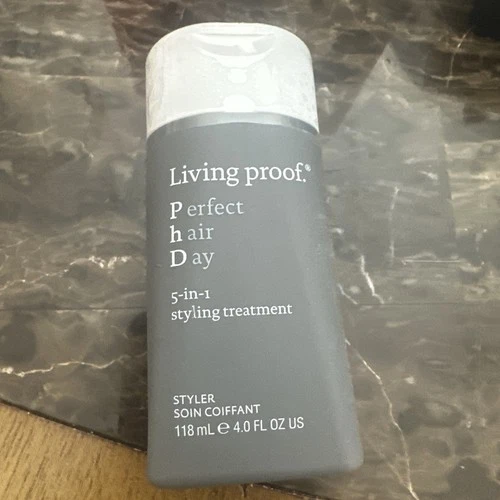 Living proof.®
Perfect
hair
Day
5-in-1
styling treatment
STYLER
SOIN COIFFANT
118 mL ℮ 4.0 FL OZ US